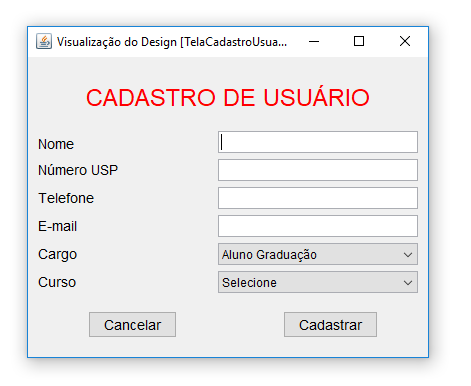 Visualização do Design [TelaCadastroUsua...
CADASTRO DE USUÁRIO
Nome
Número USP
Telefone
E-mail
Cargo Aluno Graduação
Curso Selecione
Cancelar Cadastrar